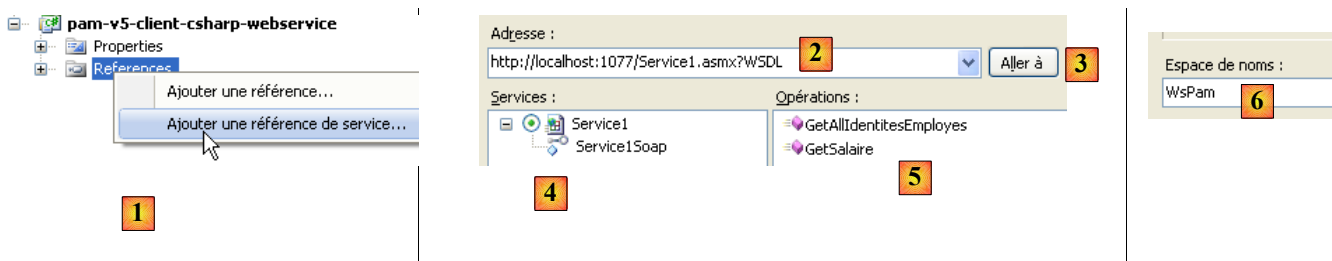 pam-v5-client-csharp-webservice
Properties
References
Ajouter une référence...
Ajouter une référence de service...
1
Adresse :
http://localhost:1077/Service1.asmx?WSDL
2
Aller à
3
Services :
Opérations :
Service1
Service1Soap
GetAllIdentitesEmployes
GetSalaire
4
5
Espace de noms :
WsPam
6